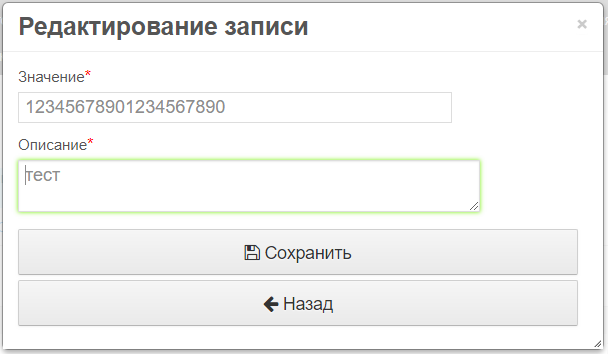 Редактирование записи ×
Значение*
12345678901234567890
Описание*
тест
Сохранить
Назад